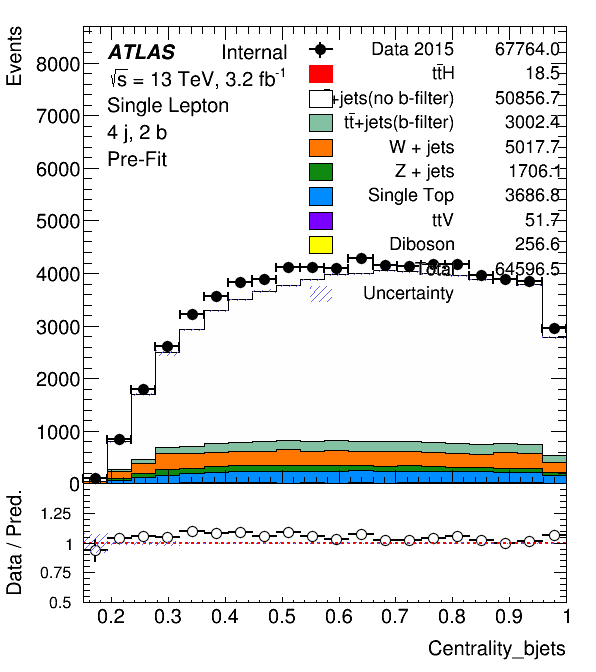 Events
ATLAS Internal
√s = 13 TeV, 3.2 fb⁻¹
Single Lepton
4 j, 2 b
Pre-Fit
Data 2015 67764.0
tt̄H 18.5
+jets(no b-filter) 50856.7
tt̄+jets(b-filter) 3002.4
W + jets 5017.7
Z + jets 1706.1
Single Top 3686.8
ttV 51.7
Diboson 256.6
Total 64596.5
Uncertainty
8000
7000
6000
5000
4000
3000
2000
1000
0
Data / Pred.
1.25
1
0.75
0.5
0.2 0.3 0.4 0.5 0.6 0.7 0.8 0.9 1
Centrality_bjets